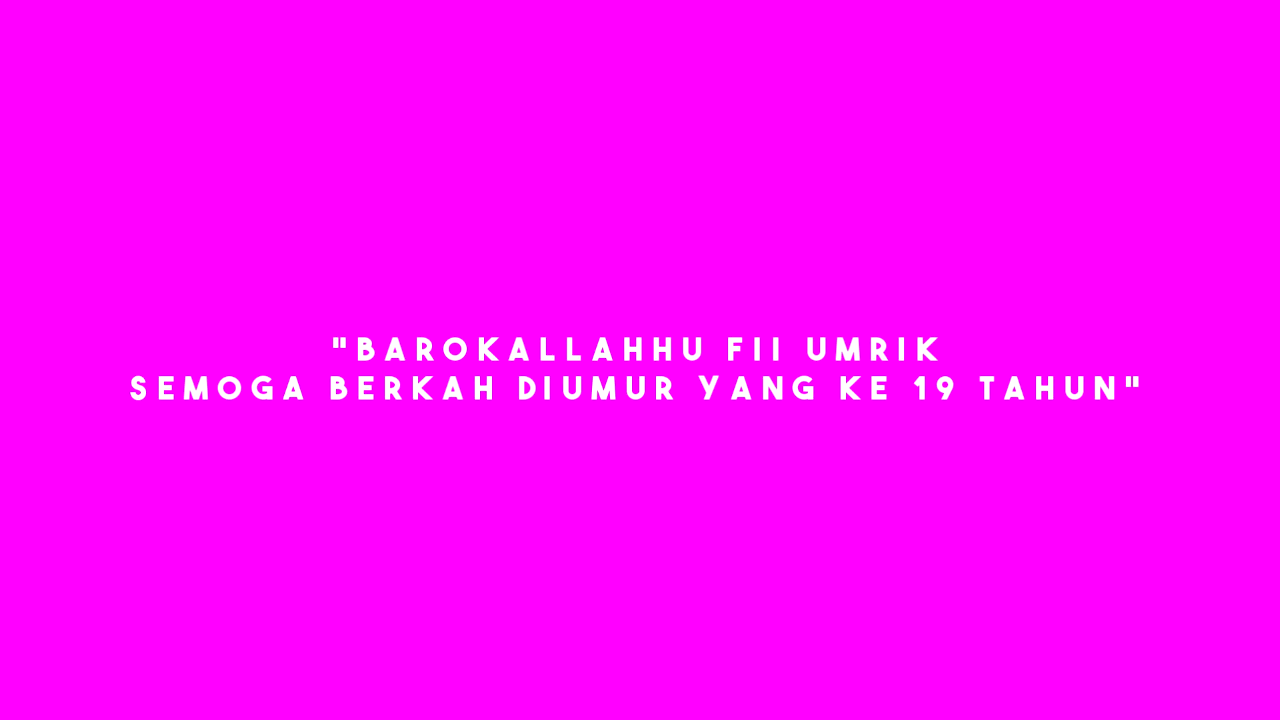 "BAROKALLAHHU FII UMRIK
SEMOGA BERKAH DIUMUR YANG KE 19 TAHUN"